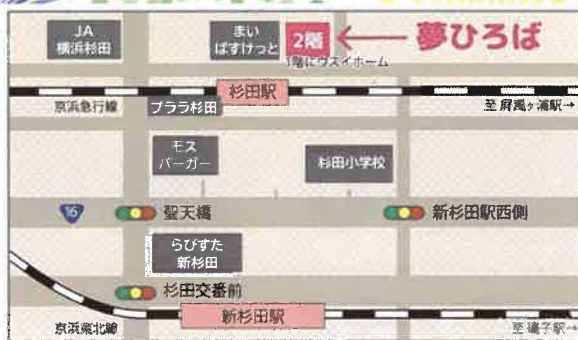 JA
横浜杉田
まい
ばすけっと
2階
夢ひろば
1階にウスイホーム
杉田駅
京浜急行線
プララ杉田
至屏風ヶ浦駅→
モス
バーガー
杉田小学校
16
聖天橋
新杉田駅西側
らびすた
新杉田
杉田交番前
新杉田駅
京浜東北線
至磯子駅→